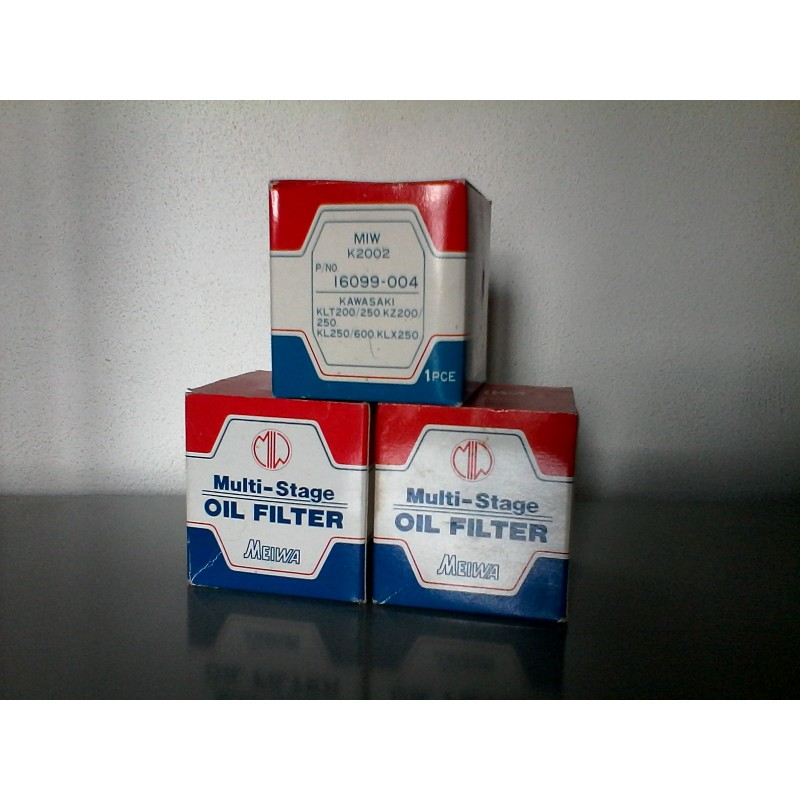 MIW
K2002
P/NO.
16099-004
KAWASAKI
KLT200/250.KZ200/
250.
KL250/600.KLX250
1PCE
MIW
Multi-Stage
OIL FILTER
MEIWA
MIW
Multi-Stage
OIL FILTER
MEIWA